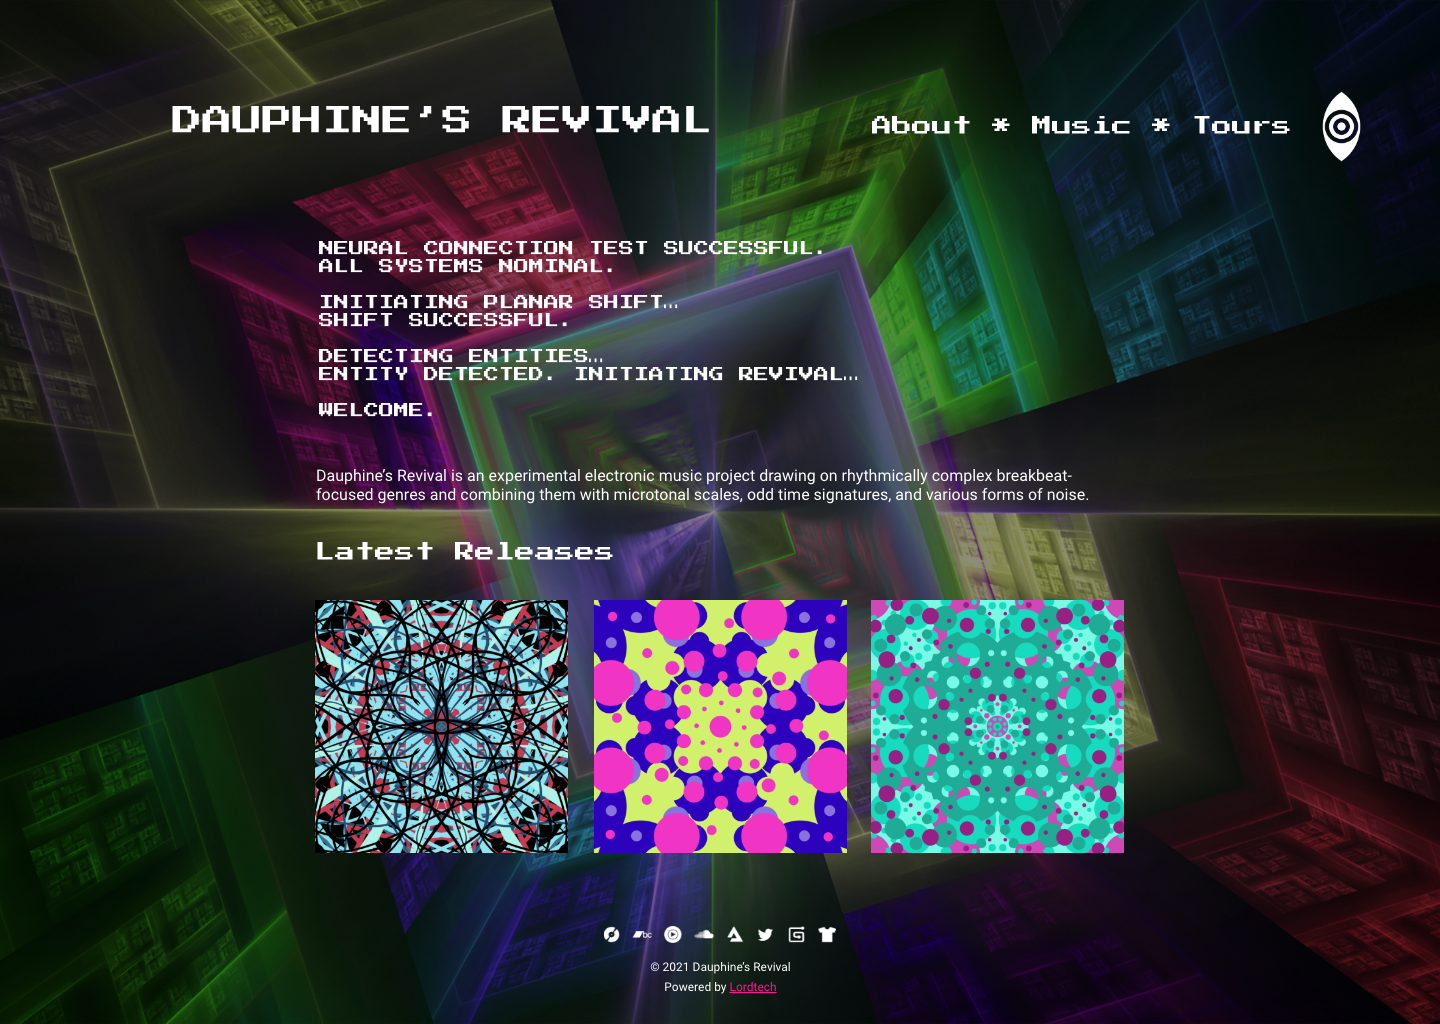 DAUPHINE'S REVIVAL
About * Music * Tours
NEURAL CONNECTION TEST SUCCESSFUL.
ALL SYSTEMS NOMINAL.
INITIATING PLANAR SHIFT…
SHIFT SUCCESSFUL.
DETECTING ENTITIES…
ENTITY DETECTED. INITIATING REVIVAL…
WELCOME.
Dauphine’s Revival is an experimental electronic music project drawing on rhythmically complex breakbeat-
focused genres and combining them with microtonal scales, odd time signatures, and various forms of noise.
Latest Releases
bc
© 2021 Dauphine’s Revival
Powered by Lordtech